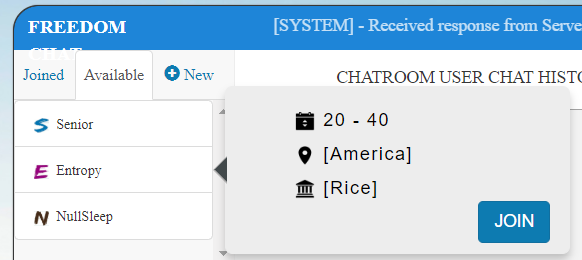 FREEDOM
CHAT
[SYSTEM] - Received response from Serve
Joined
Available
New
CHATROOM USER CHAT HISTO
S Senior
E Entropy
N NullSleep
20 - 40
[America]
[Rice]
JOIN